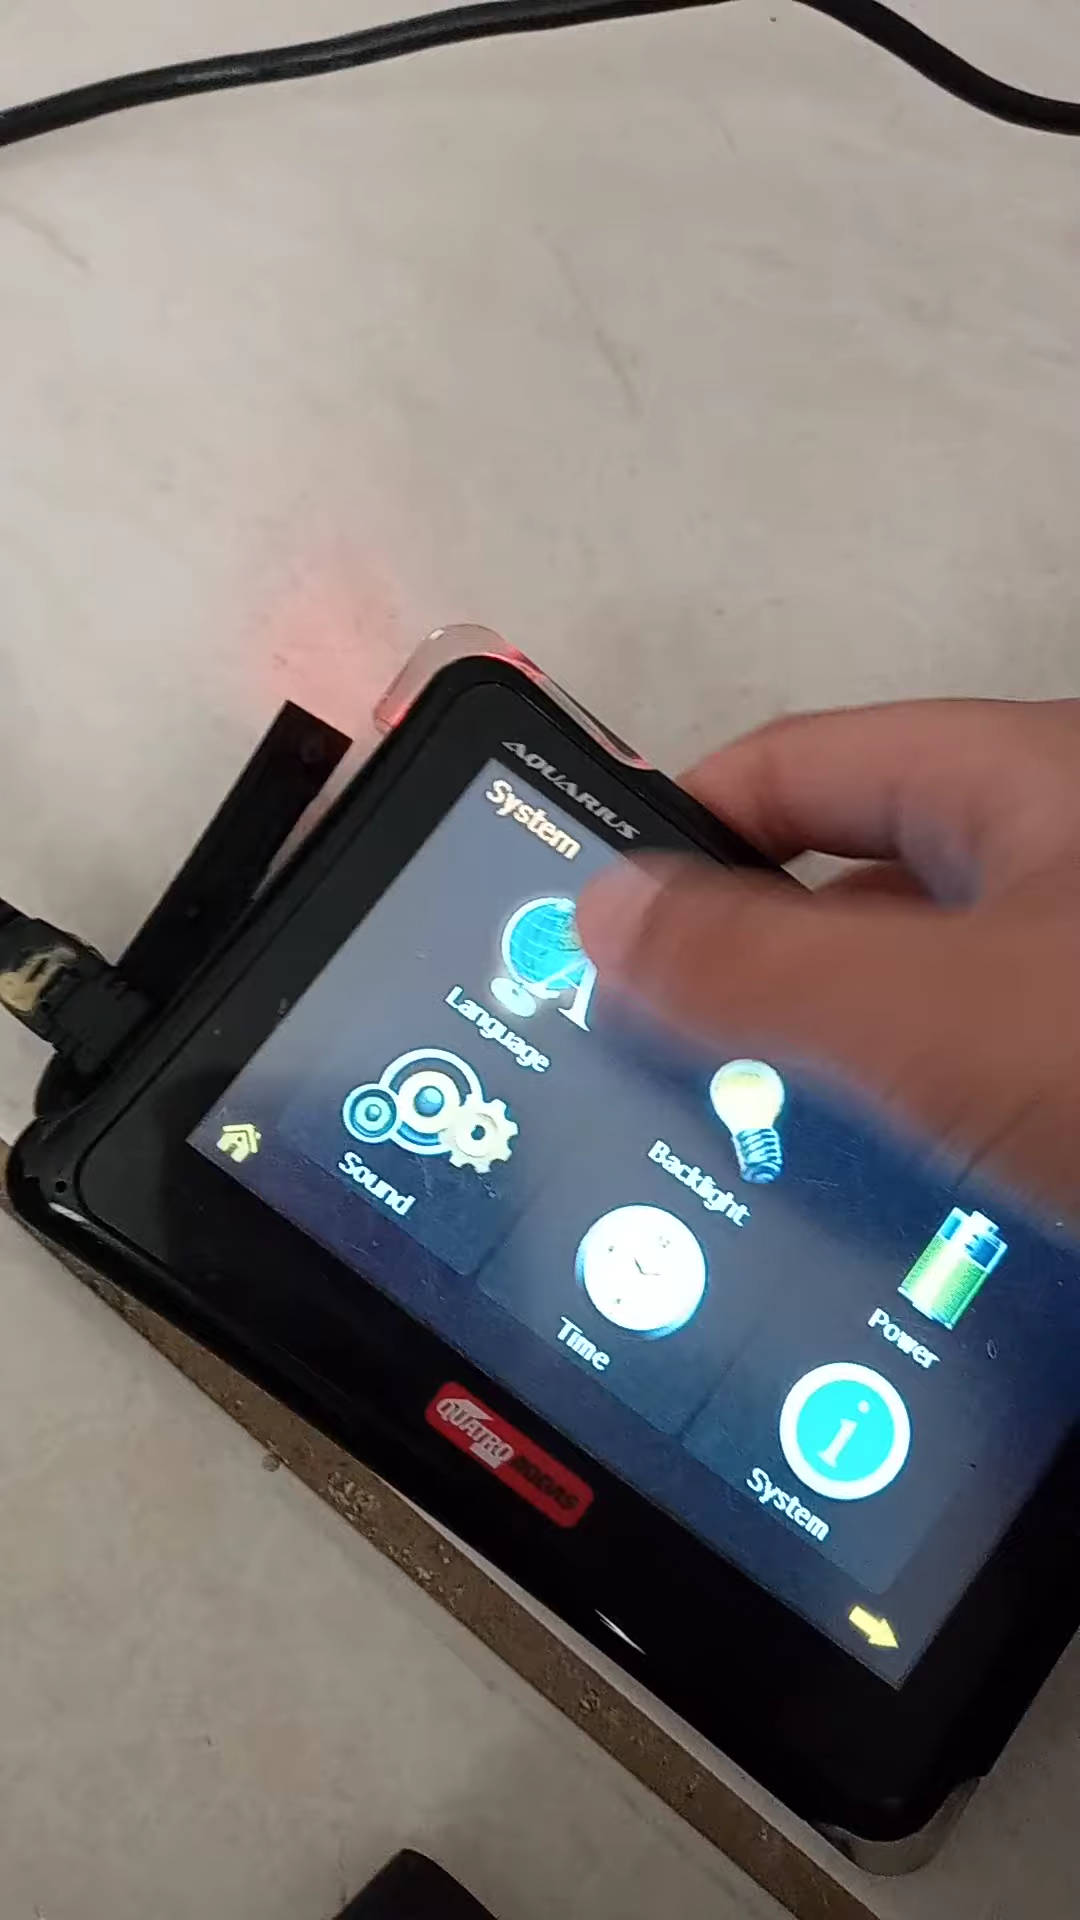 AQUARIUS
System
Language
Backlight
Power
Sound
Time
System
QUATRO
RODAS